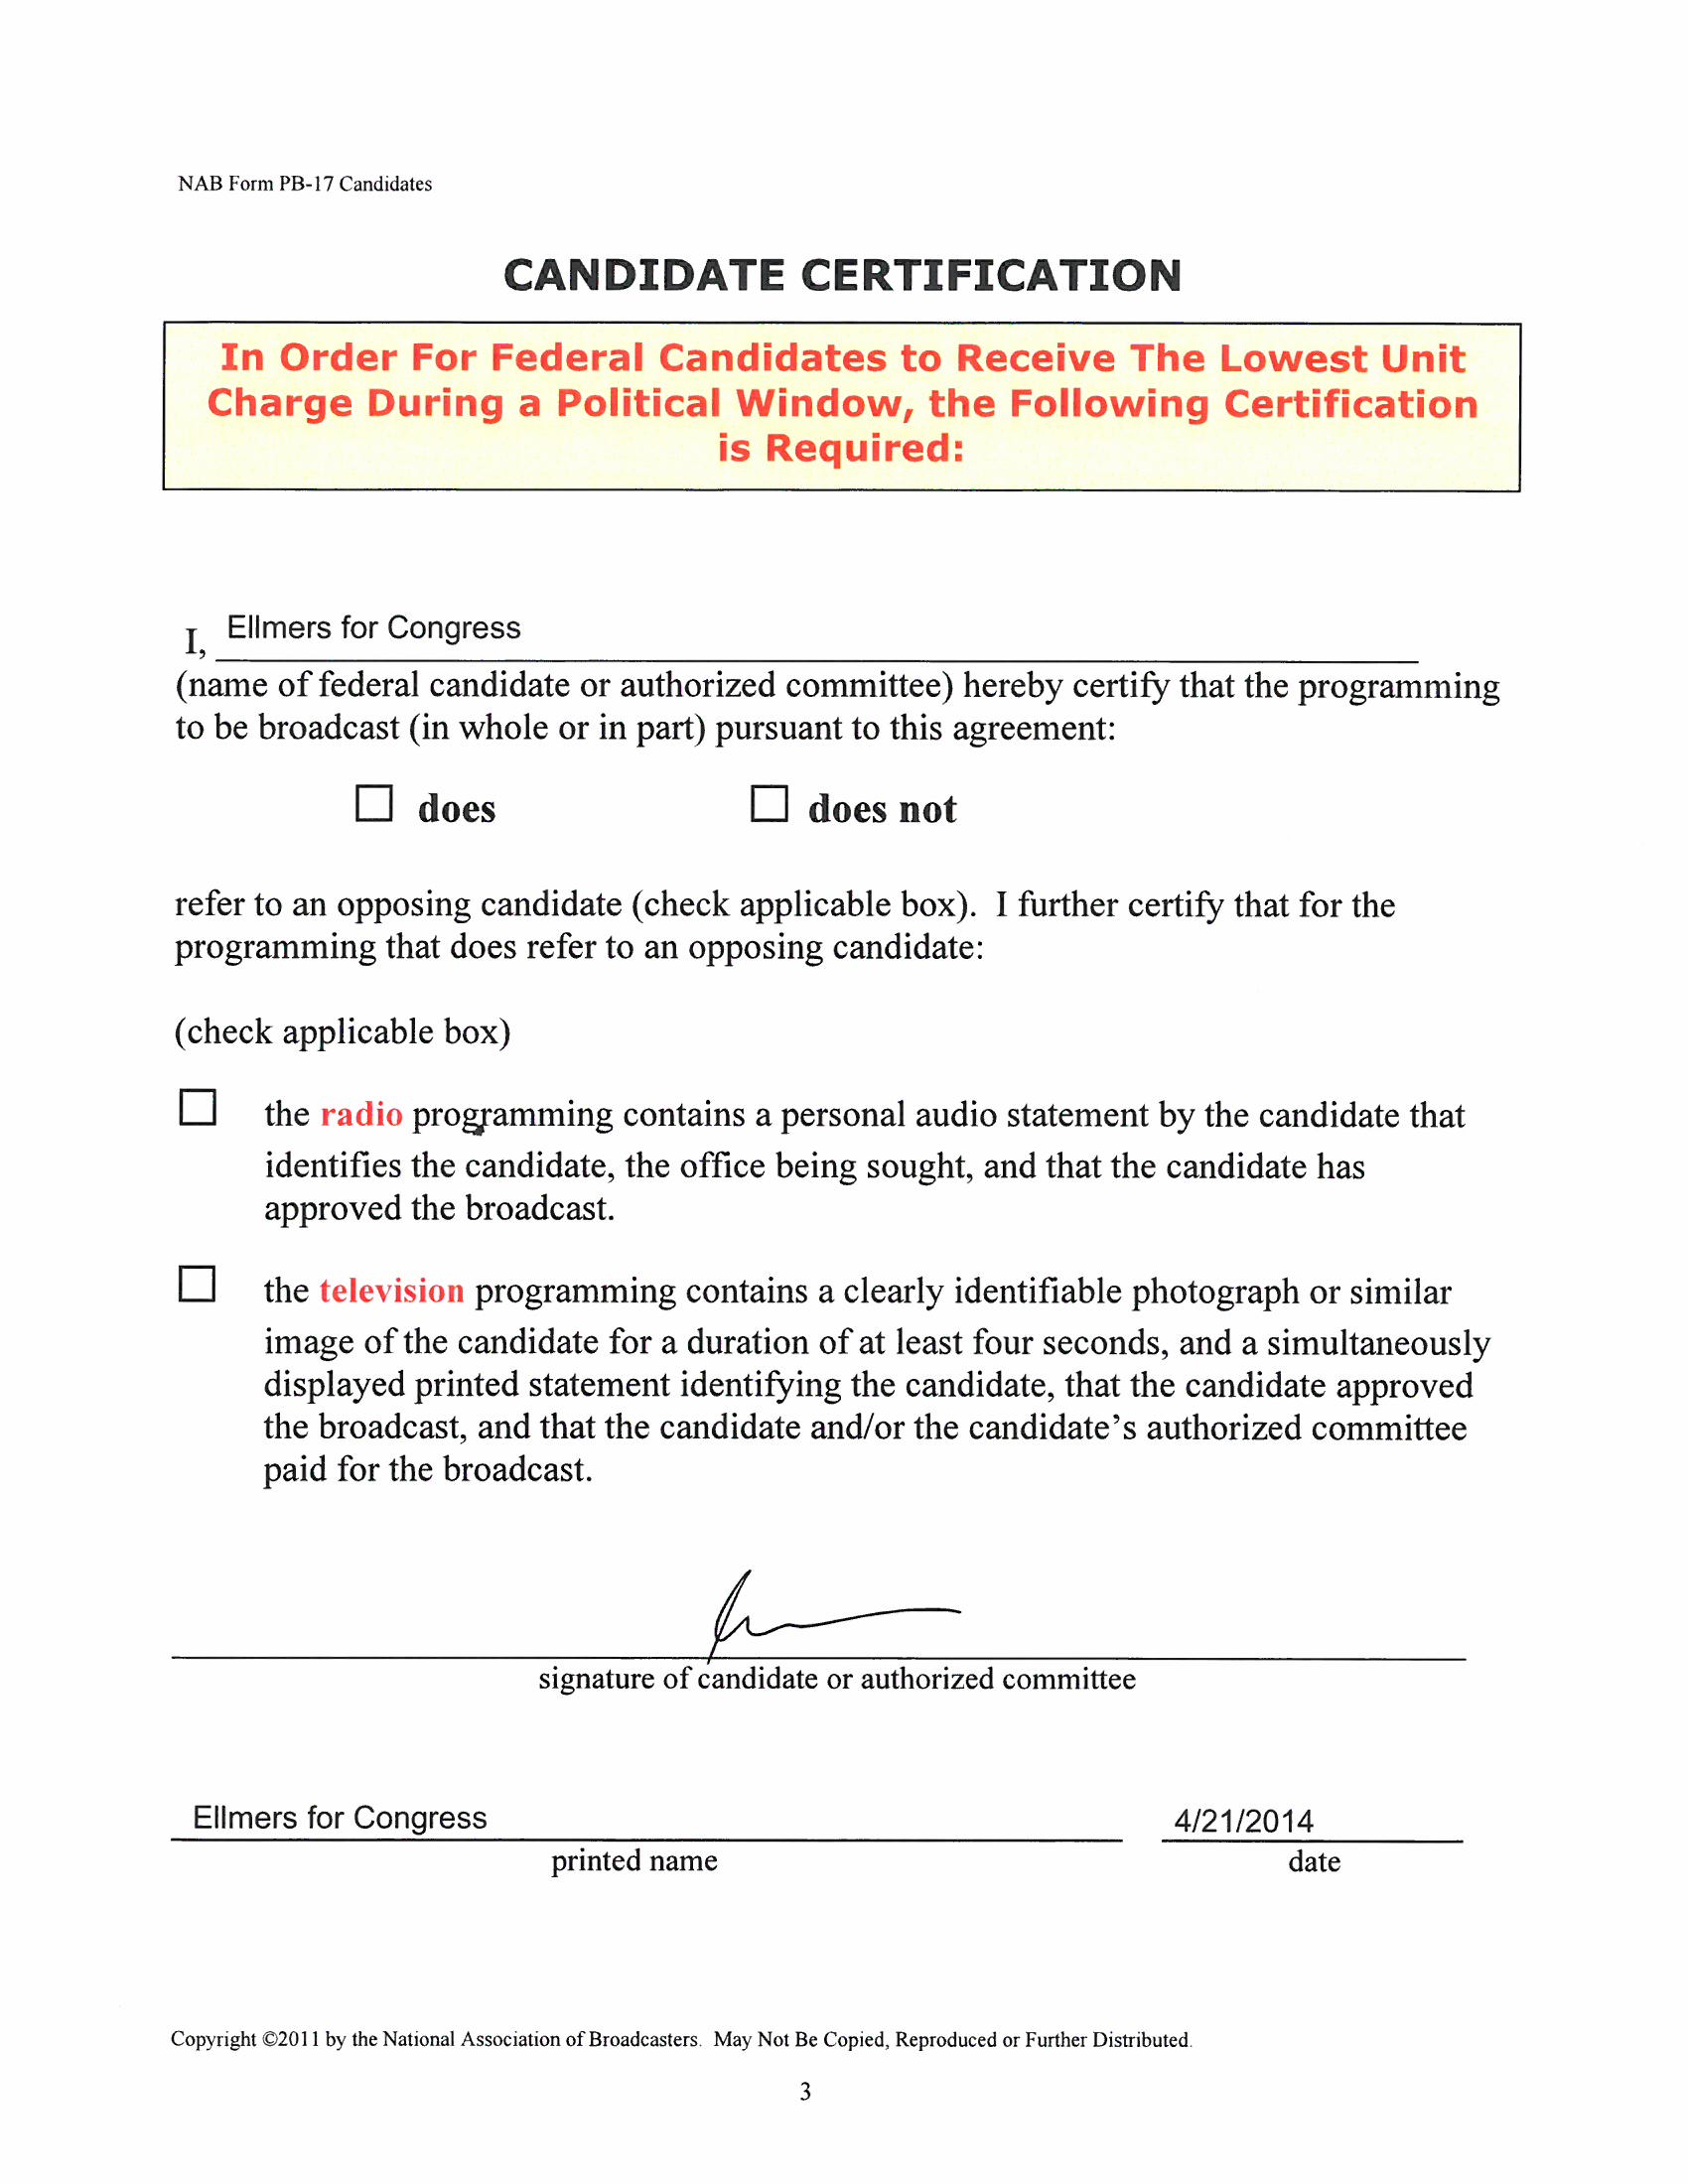 NAB Form PB-17 Candidates
CANDIDATE CERTIFICATION
In Order For Federal Candidates to Receive The Lowest Unit
Charge During a Political Window, the Following Certification
is Required:
I, Ellmers for Congress
(name of federal candidate or authorized committee) hereby certify that the programming
to be broadcast (in whole or in part) pursuant to this agreement:
☐ does ☐ does not
refer to an opposing candidate (check applicable box). I further certify that for the
programming that does refer to an opposing candidate:
(check applicable box)
☐ the radio programming contains a personal audio statement by the candidate that
identifies the candidate, the office being sought, and that the candidate has
approved the broadcast.
☐ the television programming contains a clearly identifiable photograph or similar
image of the candidate for a duration of at least four seconds, and a simultaneously
displayed printed statement identifying the candidate, that the candidate approved
the broadcast, and that the candidate and/or the candidate's authorized committee
paid for the broadcast.
signature of candidate or authorized committee
Ellmers for Congress 4/21/2014
printed name date
Copyright ©2011 by the National Association of Broadcasters. May Not Be Copied, Reproduced or Further Distributed.
3